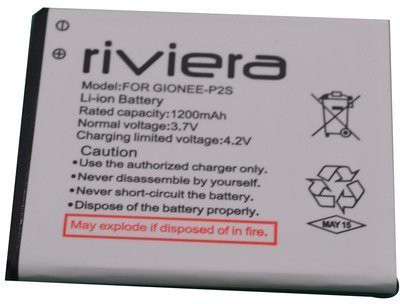 riviera
Model:FOR GIONEE-P2S
Li-ion Battery
Rated capacity:1200mAh
Normal voltage:3.7V
Charging limited voltage:4.2V
Caution
•Use the authorized charger only.
•Never disassemble by yourselfe.
•Never short-circuit the battery
•Dispose of the battery properly.
May explode if disposed of in fire.
MAY 15